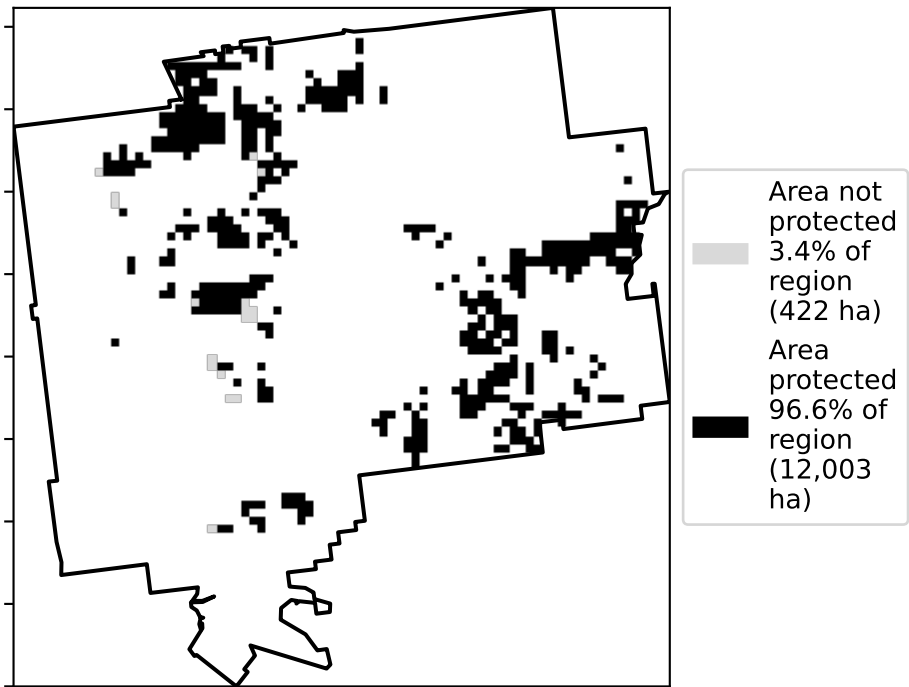 Area not
protected
3.4% of
region
(422 ha)
Area
protected
96.6% of
region
(12,003
ha)